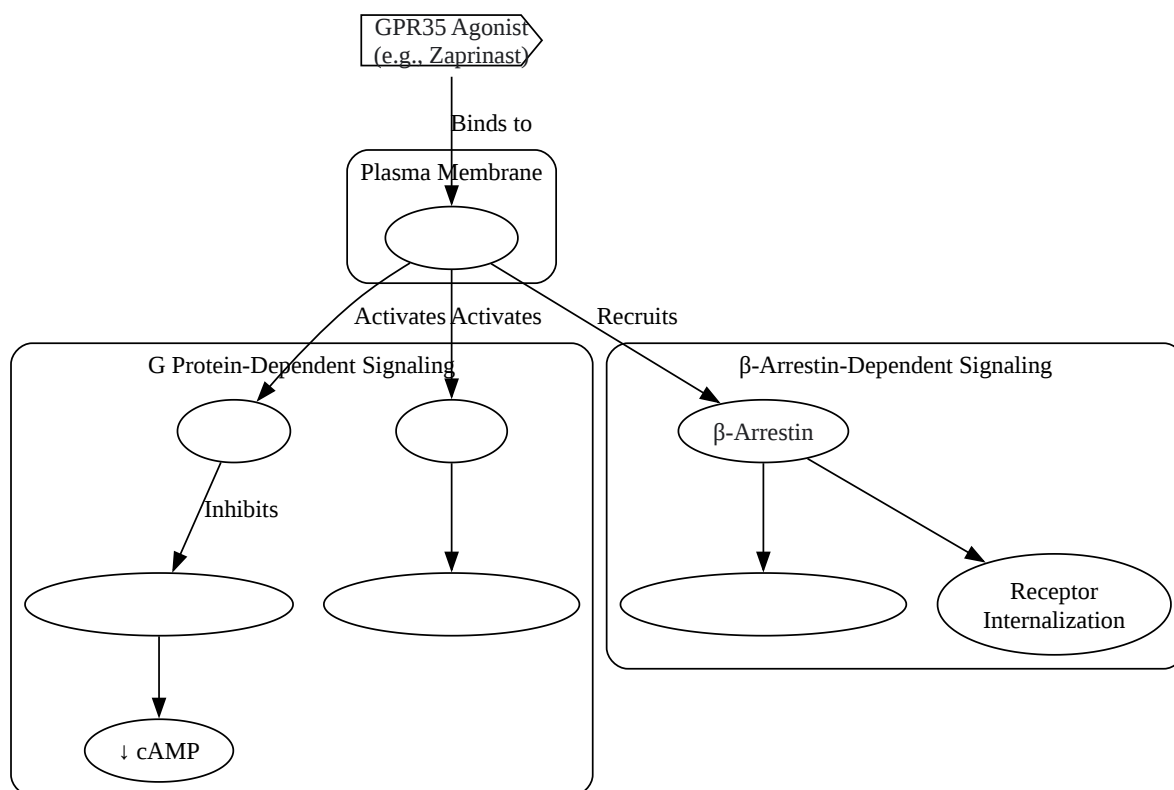 GPR35 Agonist
(e.g., Zaprinast)
Binds to
Plasma Membrane
Activates
Activates
Recruits
G Protein-Dependent Signaling
β-Arrestin-Dependent Signaling
β-Arrestin
Inhibits
Receptor
Internalization
↓ cAMP